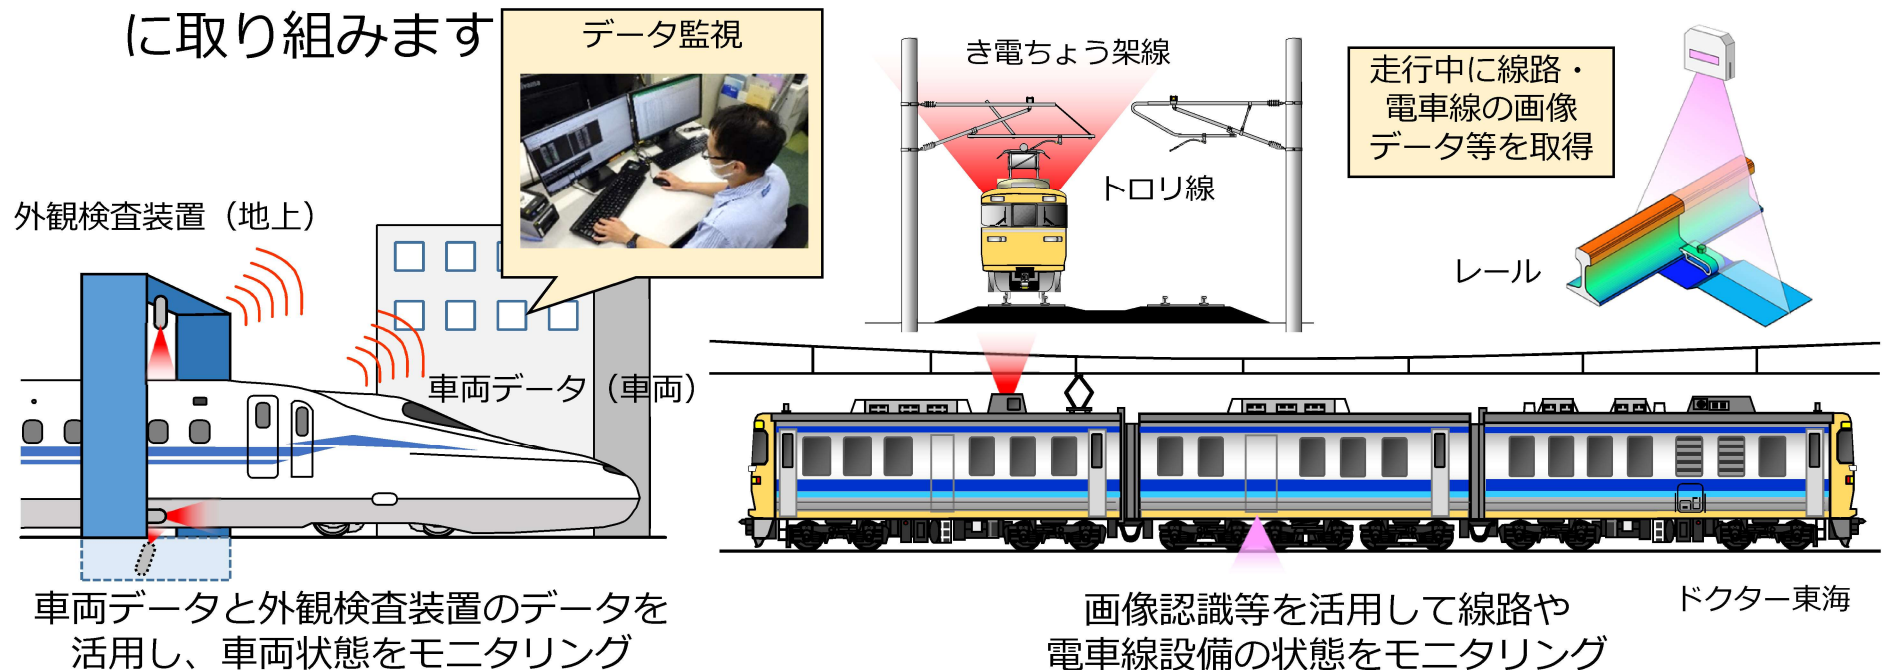 に取り組みます
データ監視
外観検査装置（地上）
車両データ（車両）
車両データと外観検査装置のデータを
活用し、車両状態をモニタリング
き電ちょう架線
トロリ線
走行中に線路・
電車線の画像
データ等を取得
レール
画像認識等を活用して線路や
電車線設備の状態をモニタリング
ドクター東海